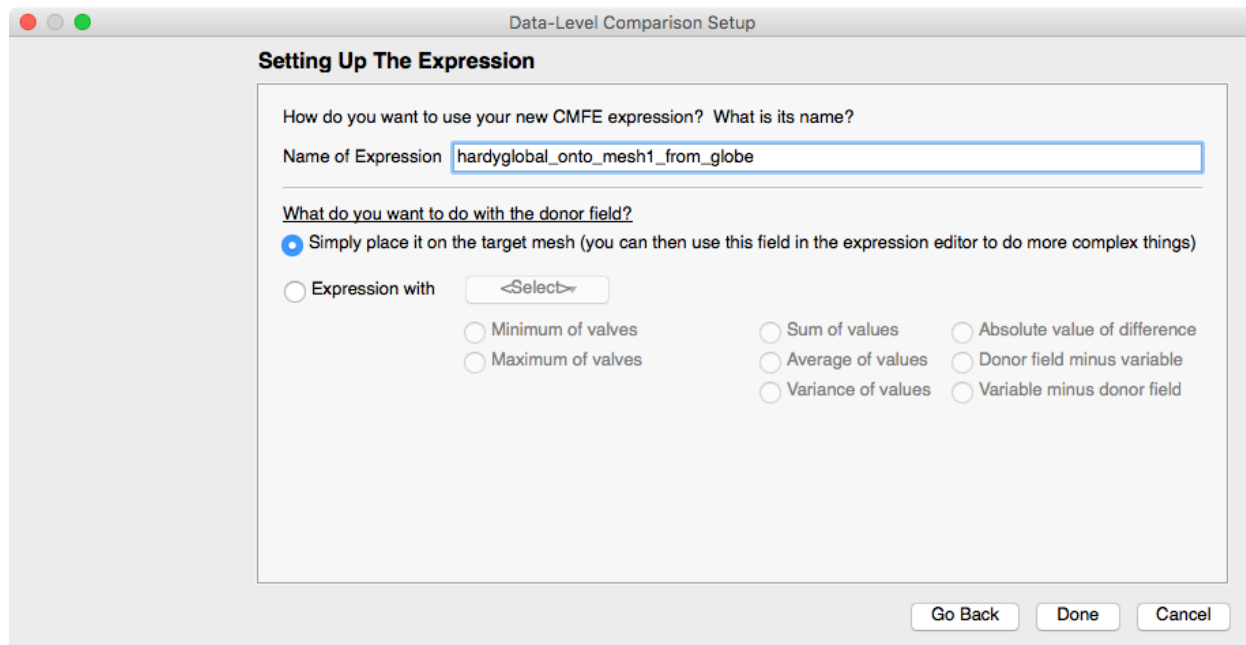 Data-Level Comparison Setup
Setting Up The Expression
How do you want to use your new CMFE expression? What is its name?
Name of Expression hardyglobal_onto_mesh1_from_globe
What do you want to do with the donor field?
Simply place it on the target mesh (you can then use this field in the expression editor to do more complex things)
Expression with <Select>
Minimum of valves Sum of values Absolute value of difference
Maximum of valves Average of values Donor field minus variable
Variance of values Variable minus donor field
Go Back Done Cancel